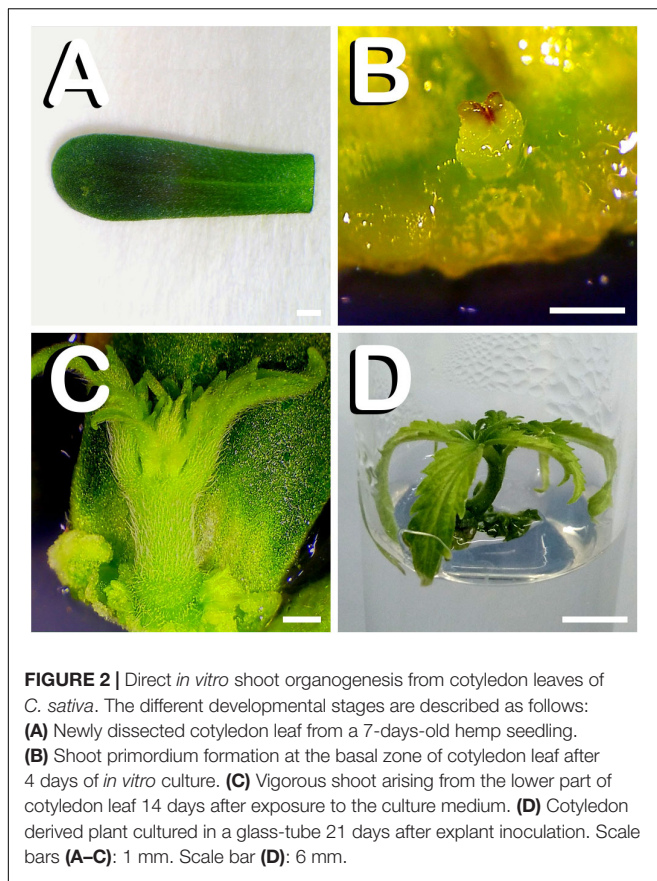 A
B
C
D
FIGURE 2 | Direct in vitro shoot organogenesis from cotyledon leaves of
C. sativa. The different developmental stages are described as follows:
(A) Newly dissected cotyledon leaf from a 7-days-old hemp seedling.
(B) Shoot primordium formation at the basal zone of cotyledon leaf after
4 days of in vitro culture. (C) Vigorous shoot arising from the lower part of
cotyledon leaf 14 days after exposure to the culture medium. (D) Cotyledon
derived plant cultured in a glass-tube 21 days after explant inoculation. Scale
bars (A–C): 1 mm. Scale bar (D): 6 mm.